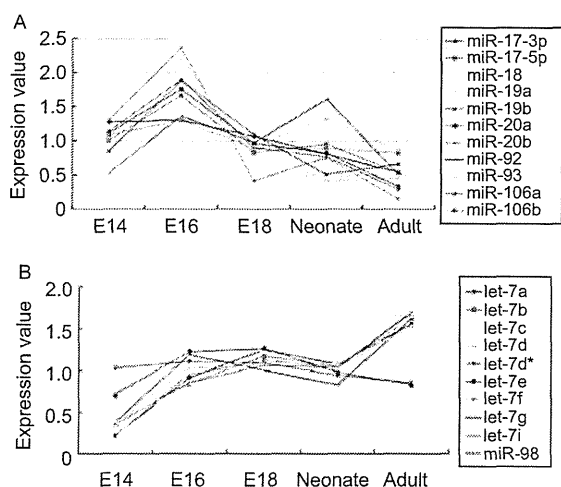 A
Expression value
2.5
2.0
1.5
1.0
0.5
0
E14 E16 E18 Neonate Adult
miR-17-3p
miR-17-5p
miR-18
miR-19a
miR-19b
miR-20a
miR-20b
miR-92
miR-93
miR-106a
miR-106b
B
Expression value
2.0
1.5
1.0
0.5
0
E14 E16 E18 Neonate Adult
let-7a
let-7b
let-7c
let-7d
let-7d*
let-7e
let-7f
let-7g
let-7i
miR-98